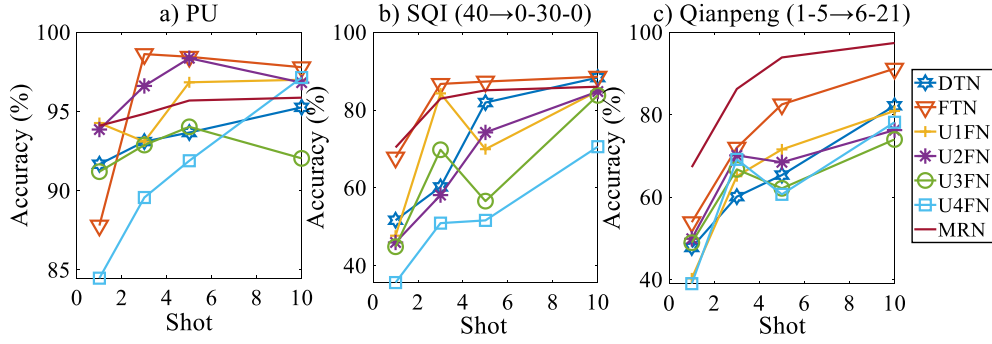 a) PU
b) SQI (40→0-30-0)
c) Qianpeng (1-5→6-21)
Accuracy (%)
100
95
90
85
0 2 4 6 8 10
Shot
Accuracy (%)
100
80
60
40
0 2 4 6 8 10
Shot
Accuracy (%)
100
80
60
40
0 2 4 6 8 10
Shot
DTN
FTN
U1FN
U2FN
U3FN
U4FN
MRN